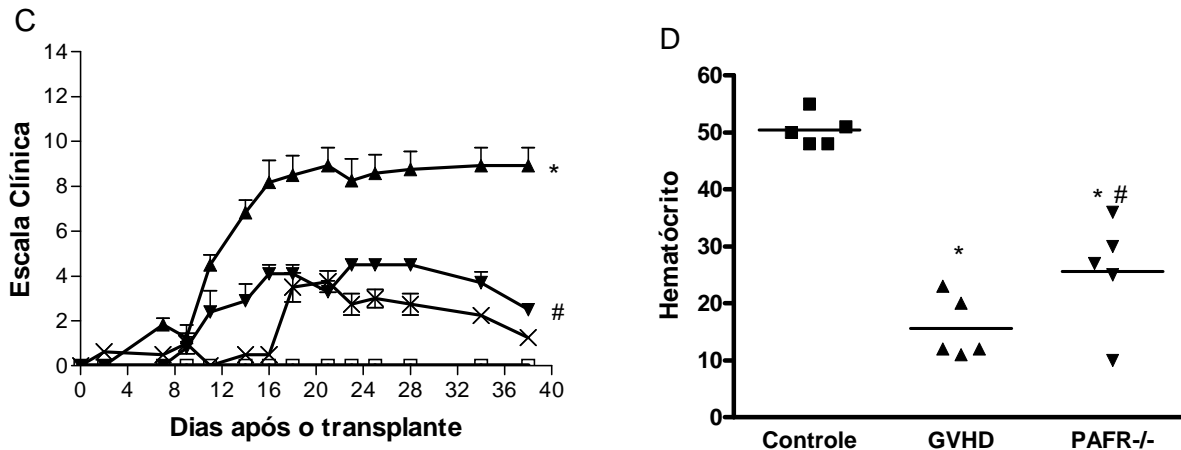 C
14
12
10
8
6
4
2
0
Escala Clínica
*
#
0 4 8 12 16 20 24 28 32 36 40
Dias após o transplante
D
60
50
40
30
20
10
0
Hematócrito
*
* #
Controle GVHD PAFR-/-